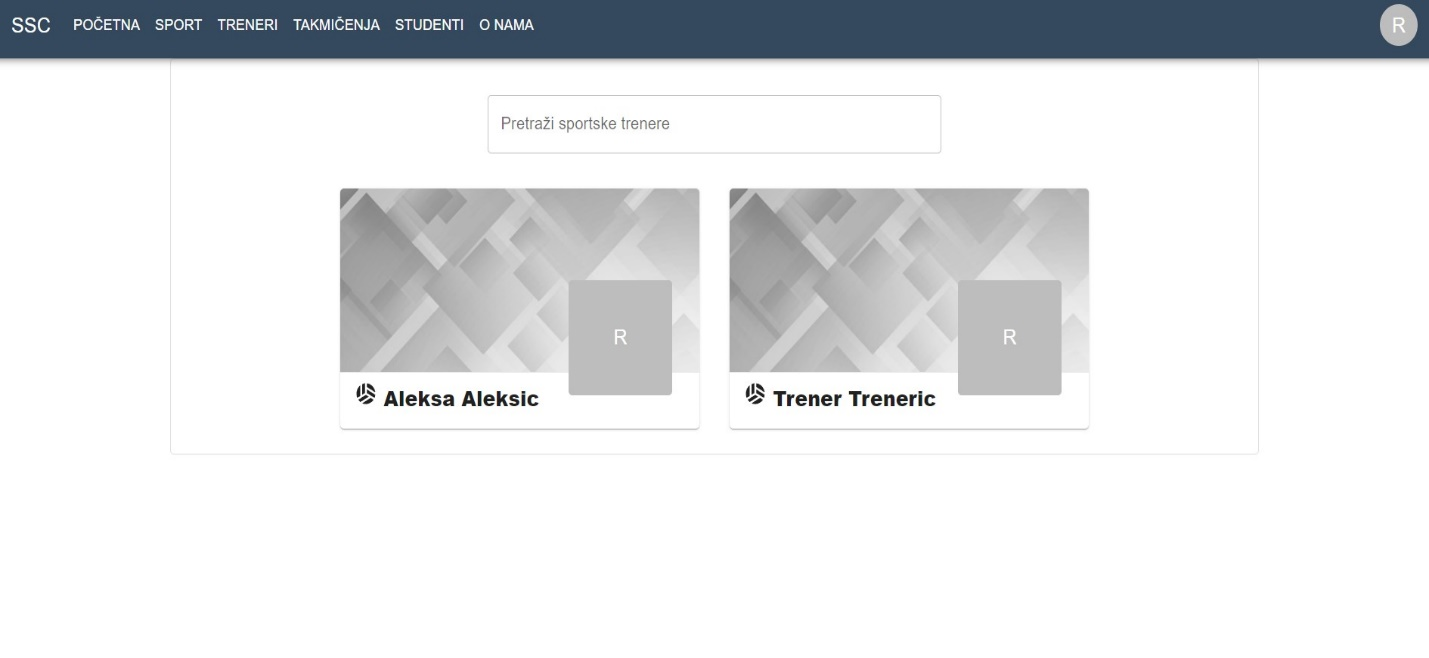 SSC POČETNA SPORT TRENERI TAKMIČENJA STUDENTI O NAMA R
Pretraži sportske trenere
R
Aleksa Aleksic
R
Trener Treneric